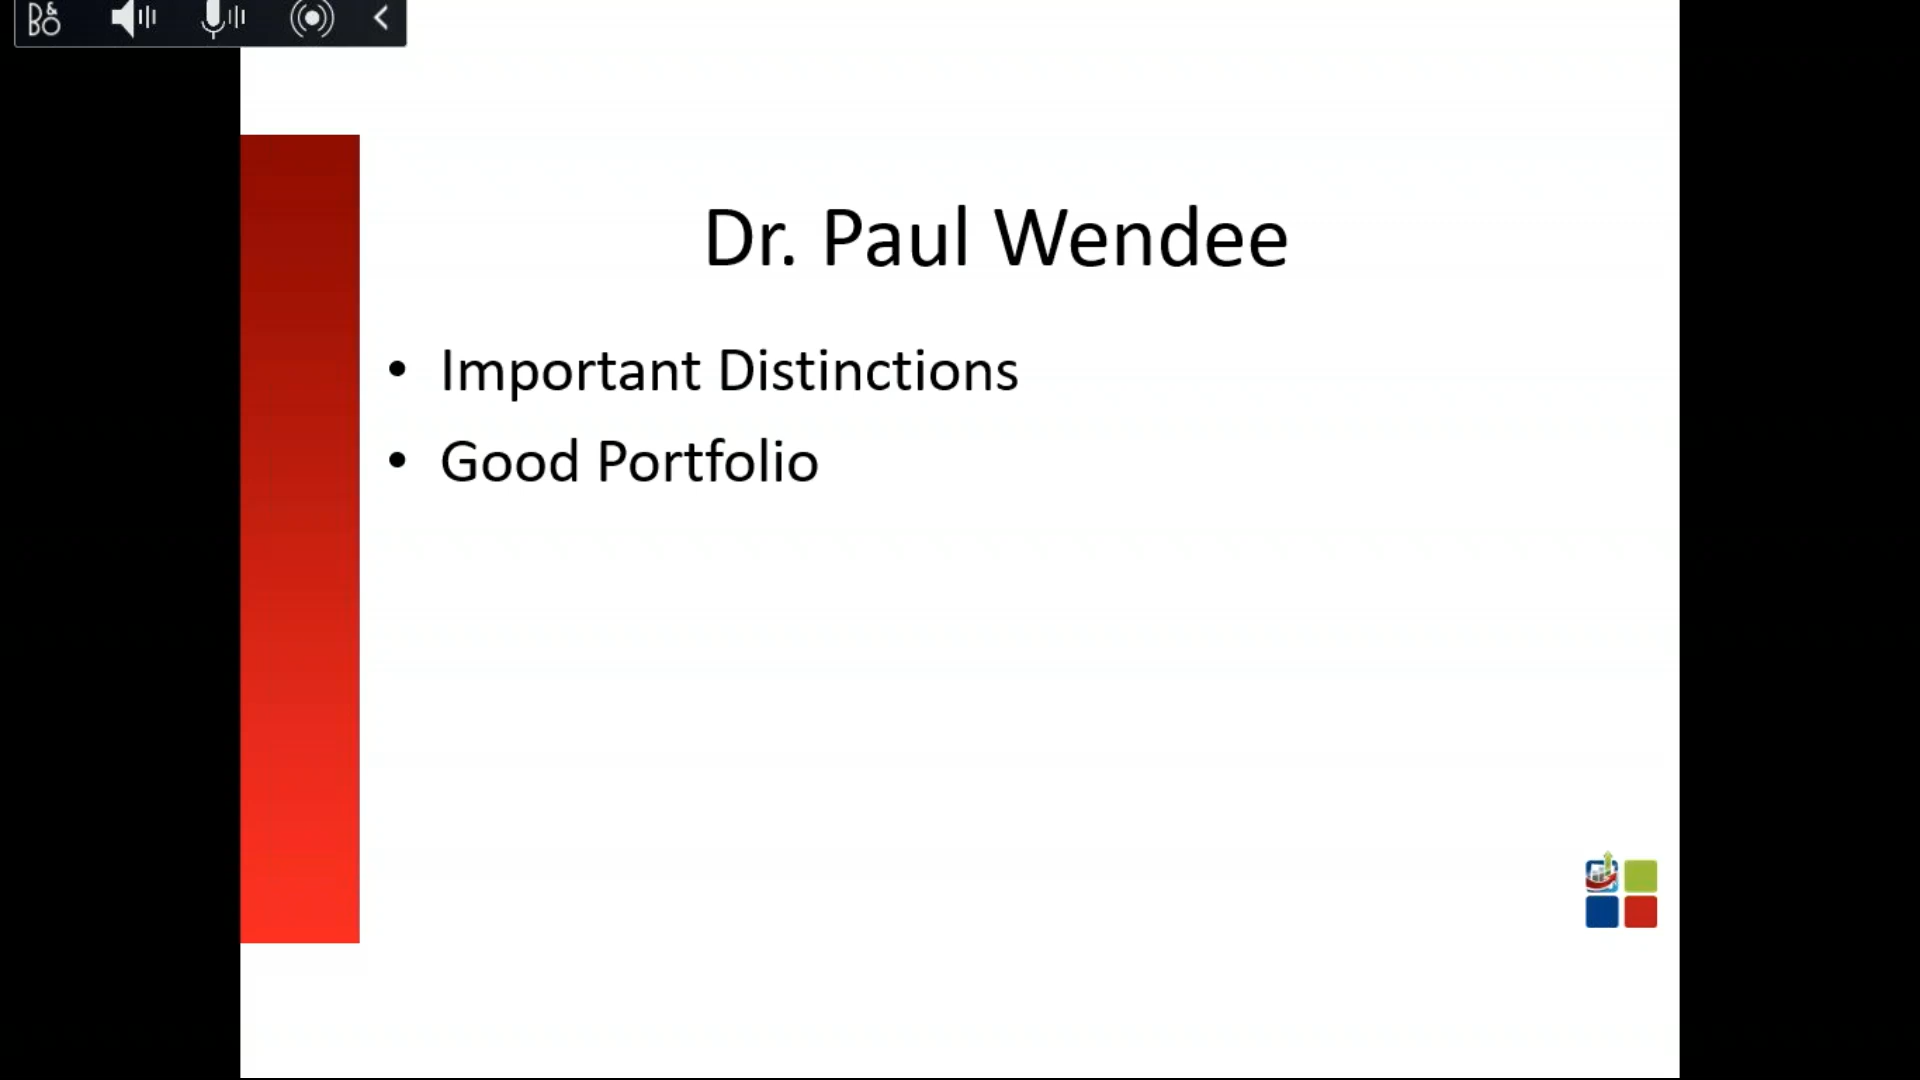 B&O
Dr. Paul Wendee
• Important Distinctions
• Good Portfolio